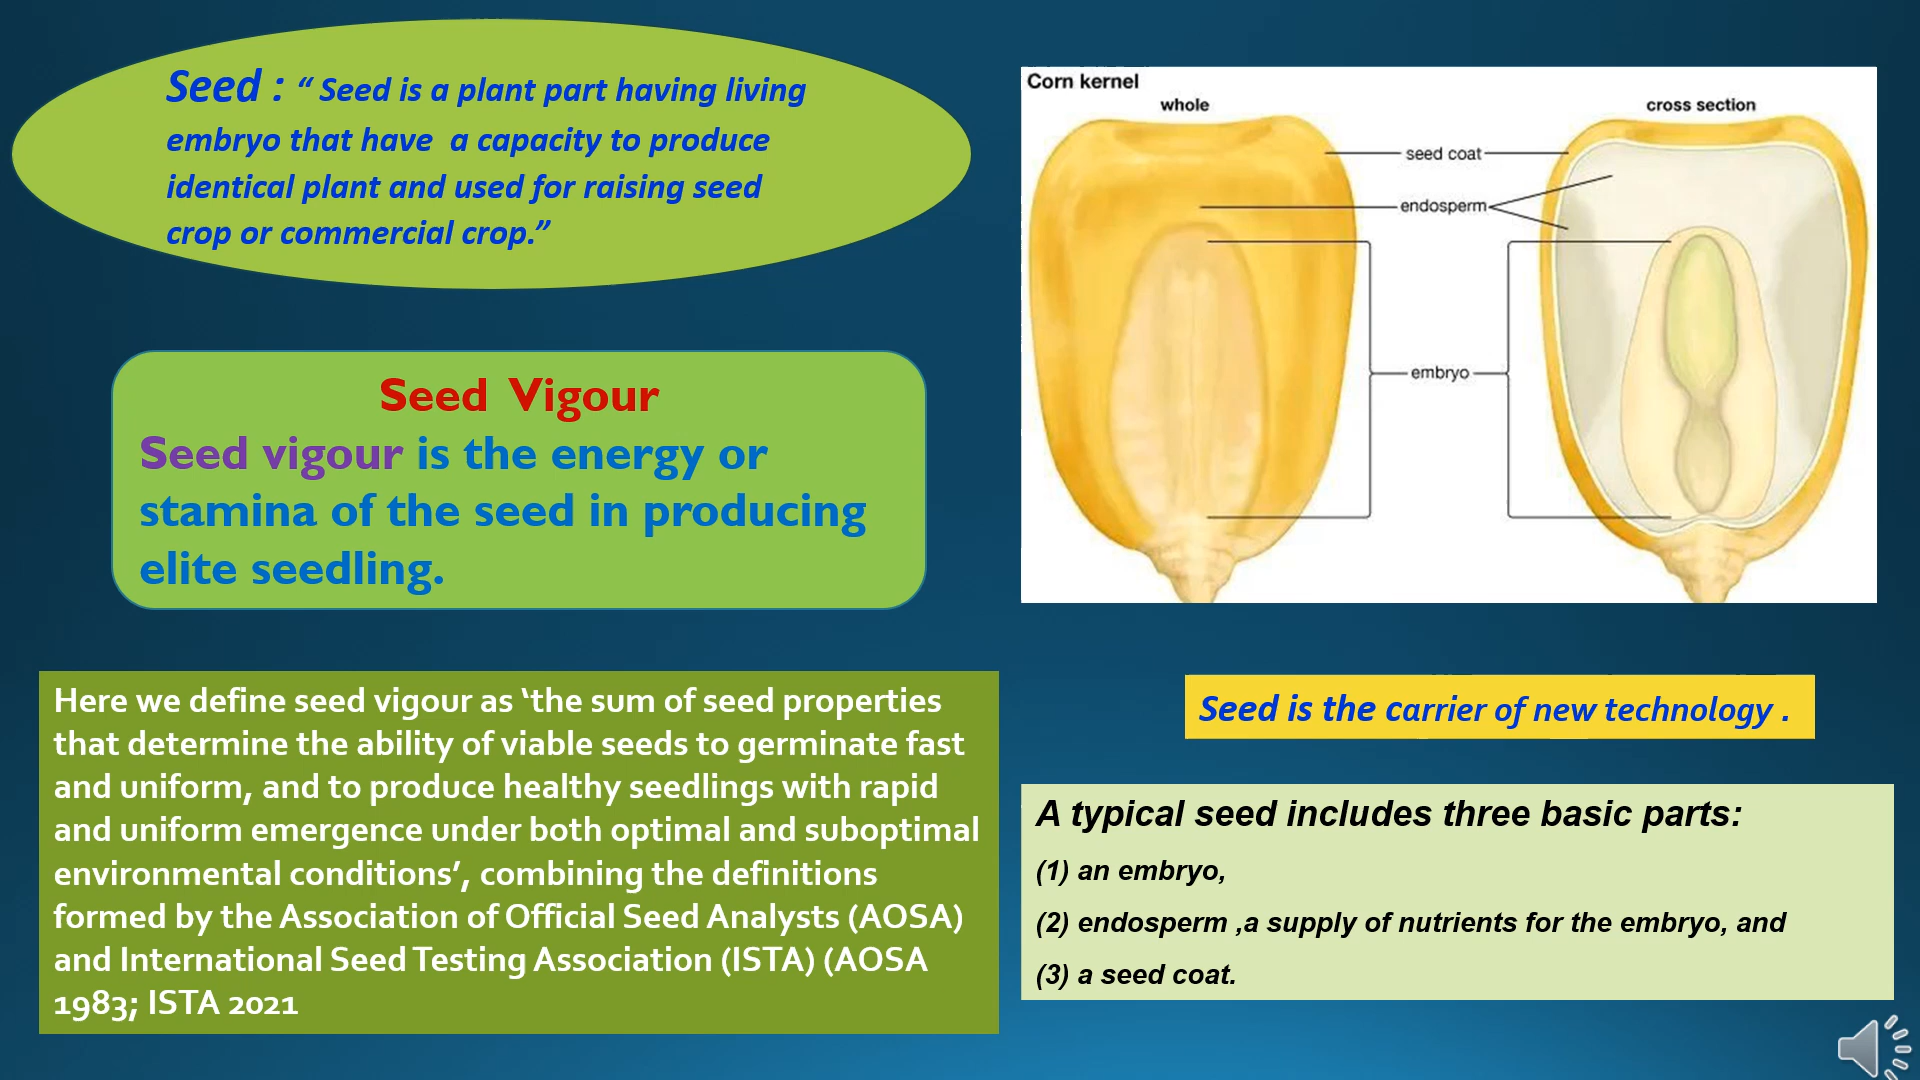 Seed : “ Seed is a plant part having living
embryo that have a capacity to produce
identical plant and used for raising seed
crop or commercial crop.”
Seed Vigour
Seed vigour is the energy or
stamina of the seed in producing
elite seedling.
Here we define seed vigour as ‘the sum of seed properties
that determine the ability of viable seeds to germinate fast
and uniform, and to produce healthy seedlings with rapid
and uniform emergence under both optimal and suboptimal
environmental conditions’, combining the definitions
formed by the Association of Official Seed Analysts (AOSA)
and International Seed Testing Association (ISTA) (AOSA
1983; ISTA 2021
Corn kernel
whole
cross section
seed coat
endosperm
embryo
Seed is the carrier of new technology .
A typical seed includes three basic parts:
(1) an embryo,
(2) endosperm ,a supply of nutrients for the embryo, and
(3) a seed coat.